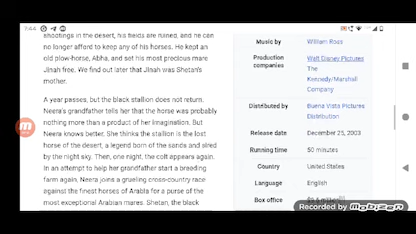 7:44
shootings in the desert, his fields are ruined, and he can
no longer afford to keep any of his horses. He kept an
old plow-horse, Abha, and set his most precious mare
Jinah free. We find out later that Jinah was Shetan's
mother.
A year passes, but the black stallion does not return.
Neera's grandfather tells her that the horse was probably
nothing more than a product of her imagination. But
Neera knows better. She thinks the stallion is the lost
horse of the desert, a legend born of the sands and sired
by the night sky. Then, one night, the colt appears again.
In an attempt to help her grandfather start a breeding
farm again, Neera joins a grueling cross-country race
against the finest horses of Arabia for a purse of the
most exceptional Arabian mares. Shetan, the black
Music by William Ross
Production companies Walt Disney Pictures
The
Kennedy/Marshall
Company
Distributed by Buena Vista Pictures
Distribution
Release date December 25, 2003
Running time 50 minutes
Country United States
Language English
Box office
Recorded by
Mobizen